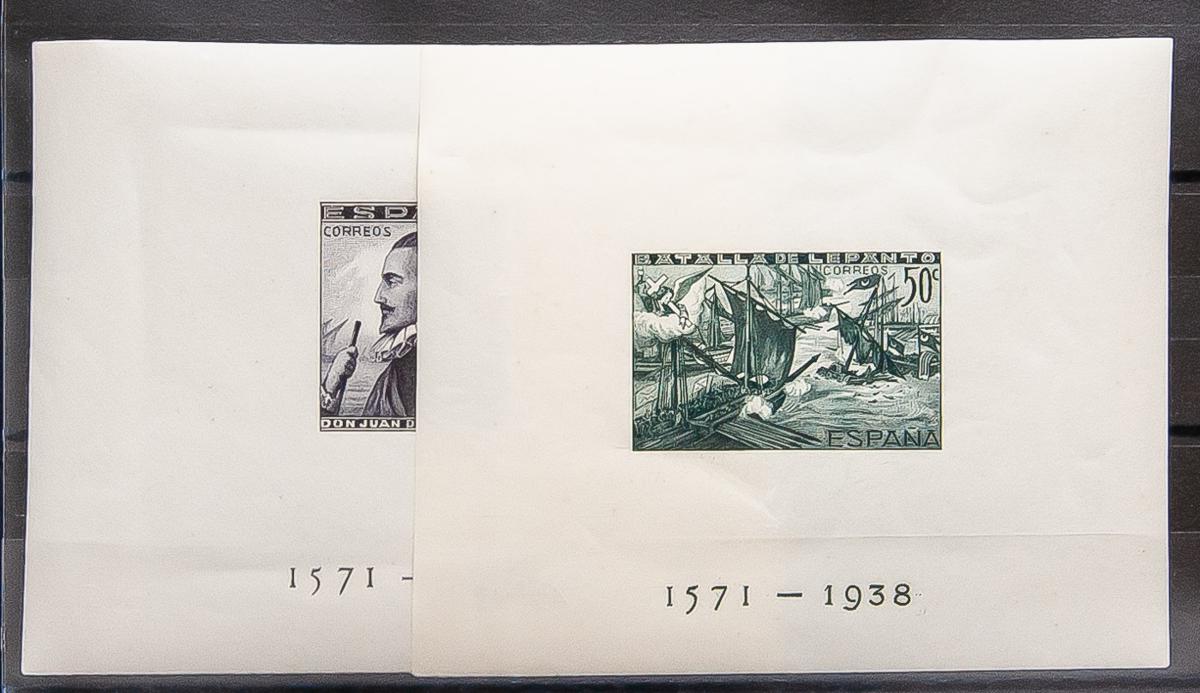 ESPA
CORREOS
DON JUAN D
1571 -
BATALLA DE LEPANTO
CORREOS 50c
ESPAÑA
1571 - 1938